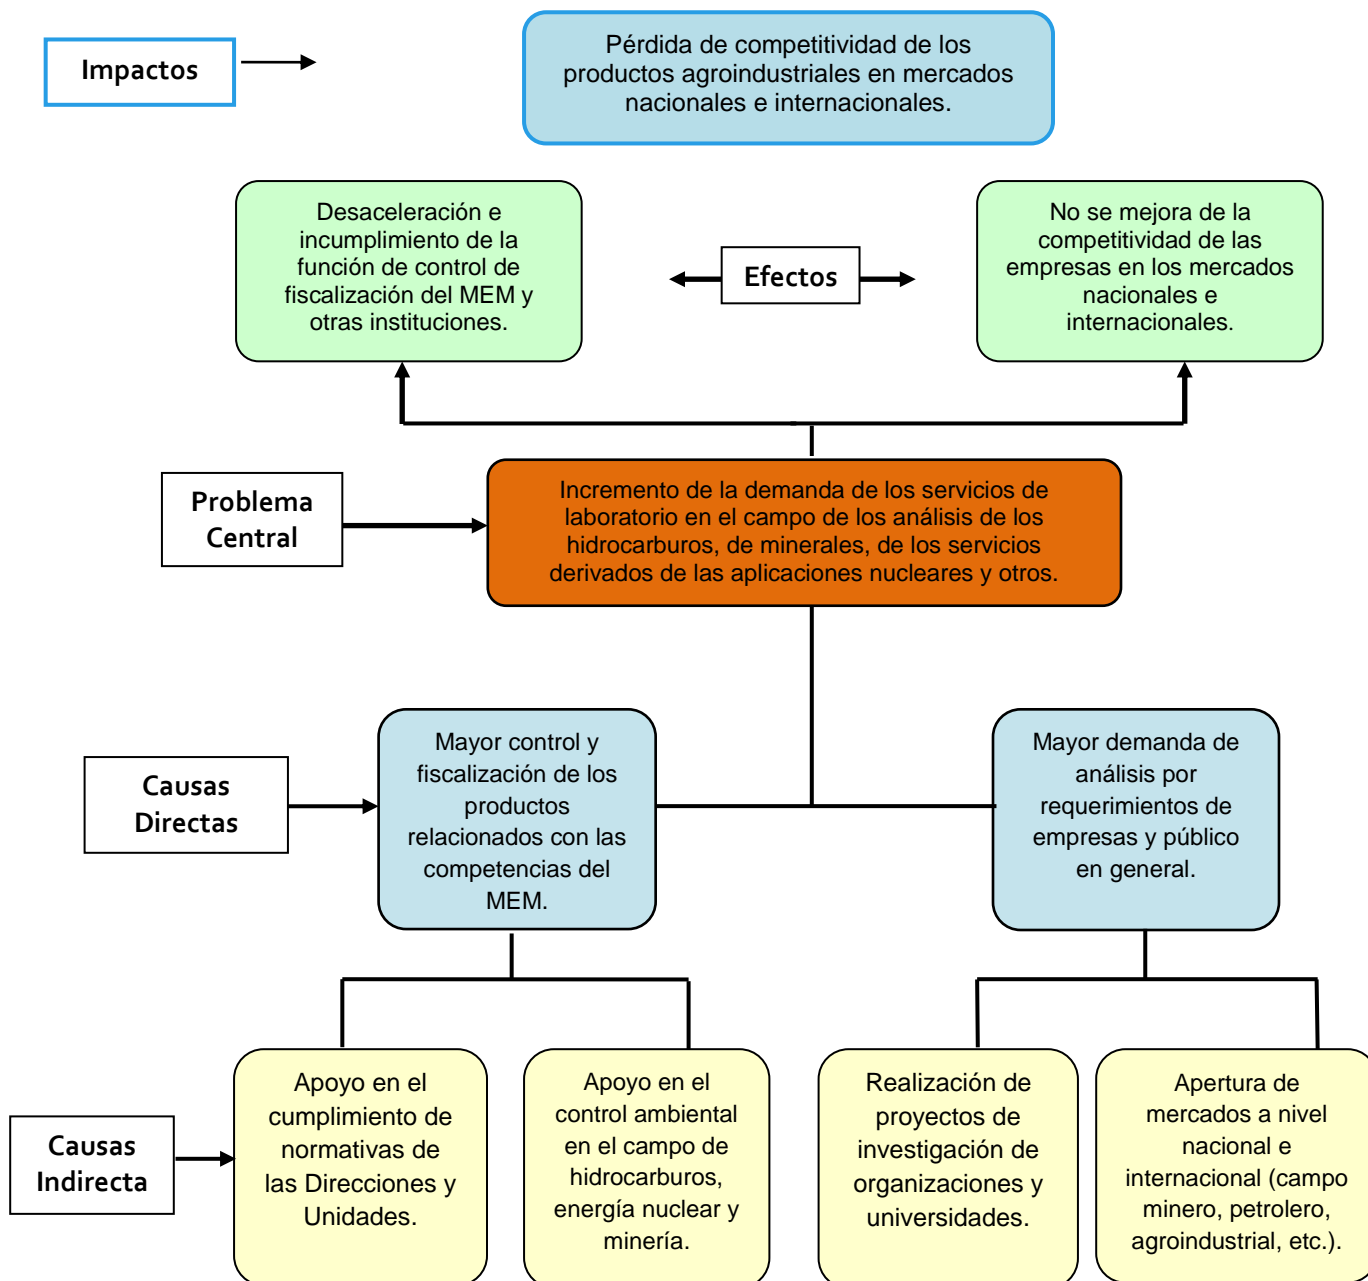 Impactos
Pérdida de competitividad de los
productos agroindustriales en mercados
nacionales e internacionales.
Desaceleración e
incumplimiento de la
función de control de
fiscalización del MEM y
otras instituciones.
Efectos
No se mejora de la
competitividad de las
empresas en los mercados
nacionales e
internacionales.
Problema
Central
Incremento de la demanda de los servicios de
laboratorio en el campo de los análisis de los
hidrocarburos, de minerales, de los servicios
derivados de las aplicaciones nucleares y otros.
Causas
Directas
Mayor control y
fiscalización de los
productos
relacionados con las
competencias del
MEM.
Mayor demanda de
análisis por
requerimientos de
empresas y público
en general.
Causas
Indirecta
Apoyo en el
cumplimiento de
normativas de
las Direcciones y
Unidades.
Apoyo en el
control ambiental
en el campo de
hidrocarburos,
energía nuclear y
minería.
Realización de
proyectos de
investigación de
organizaciones y
universidades.
Apertura de
mercados a nivel
nacional e
internacional (campo
minero, petrolero,
agroindustrial, etc.).